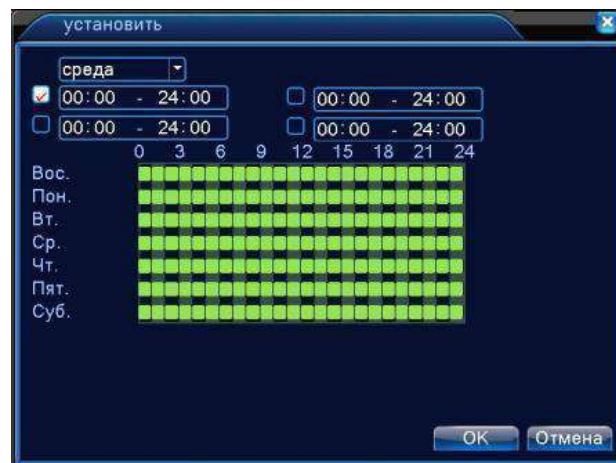 установить
среда
00:00 - 24:00 00:00 - 24:00
00:00 - 24:00 00:00 - 24:00
0 3 6 9 12 15 18 21 24
Вос.
Пон.
Вт.
Ср.
Чт.
Пят.
Суб.
OK Отмена